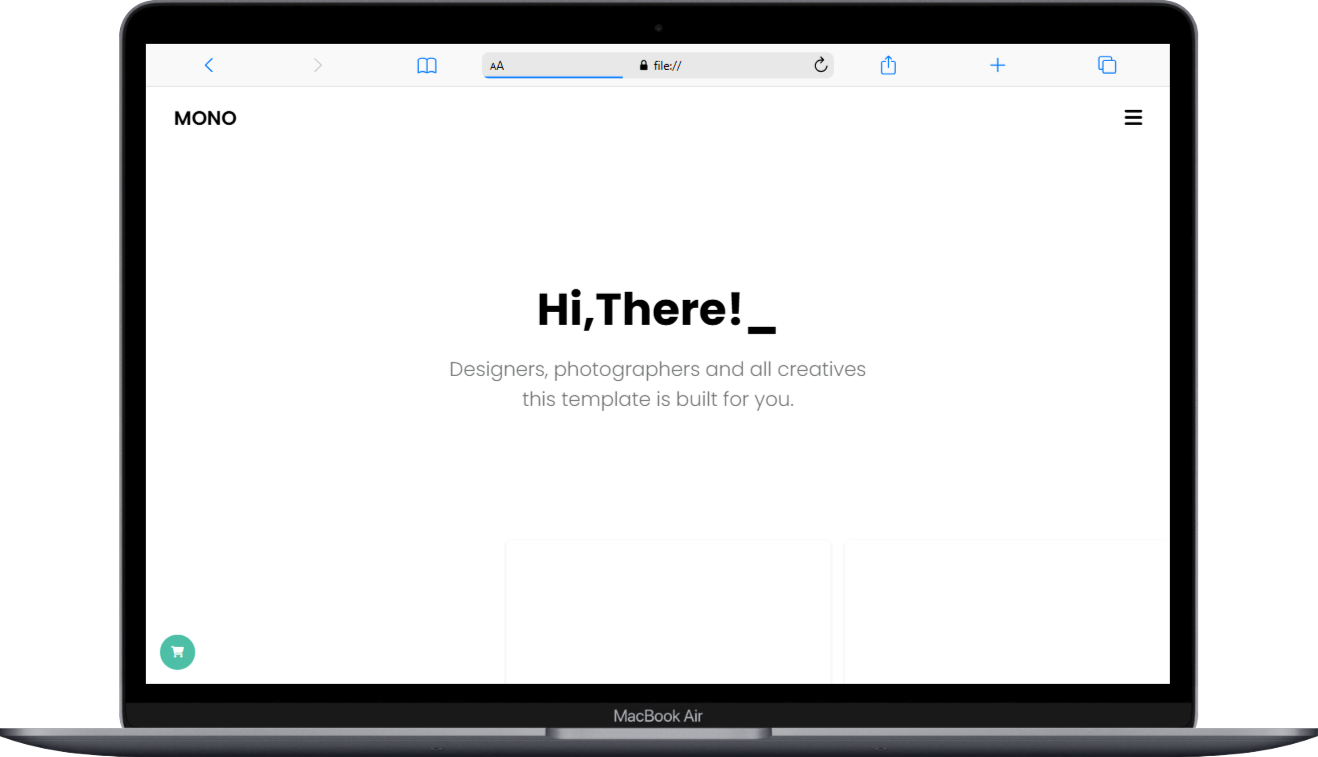 AA
file://
MONO
Hi,There!_
Designers, photographers and all creatives
this template is built for you.
MacBook Air